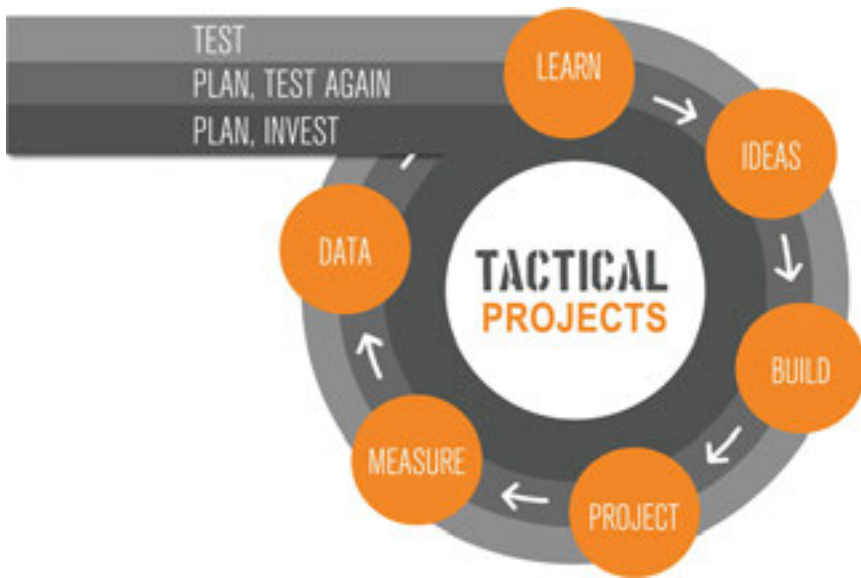 TEST
PLAN, TEST AGAIN
PLAN, INVEST
LEARN
IDEAS
BUILD
PROJECT
MEASURE
DATA
TACTICAL
PROJECTS